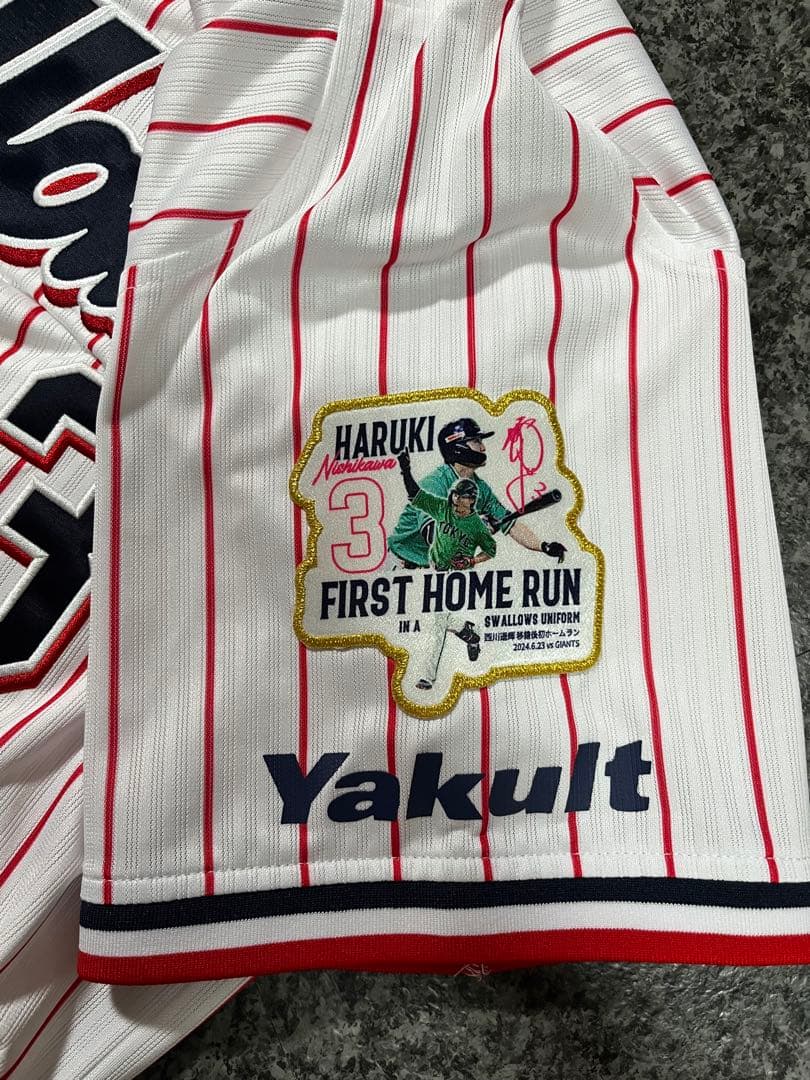 HARUKI
Nishikawa
3
TOKYO
FIRST HOME RUN
IN A SWALLOWS UNIFORM
西川遥輝 移籍後初ホームラン
2024.6.23 vs GIANTS
Yakult